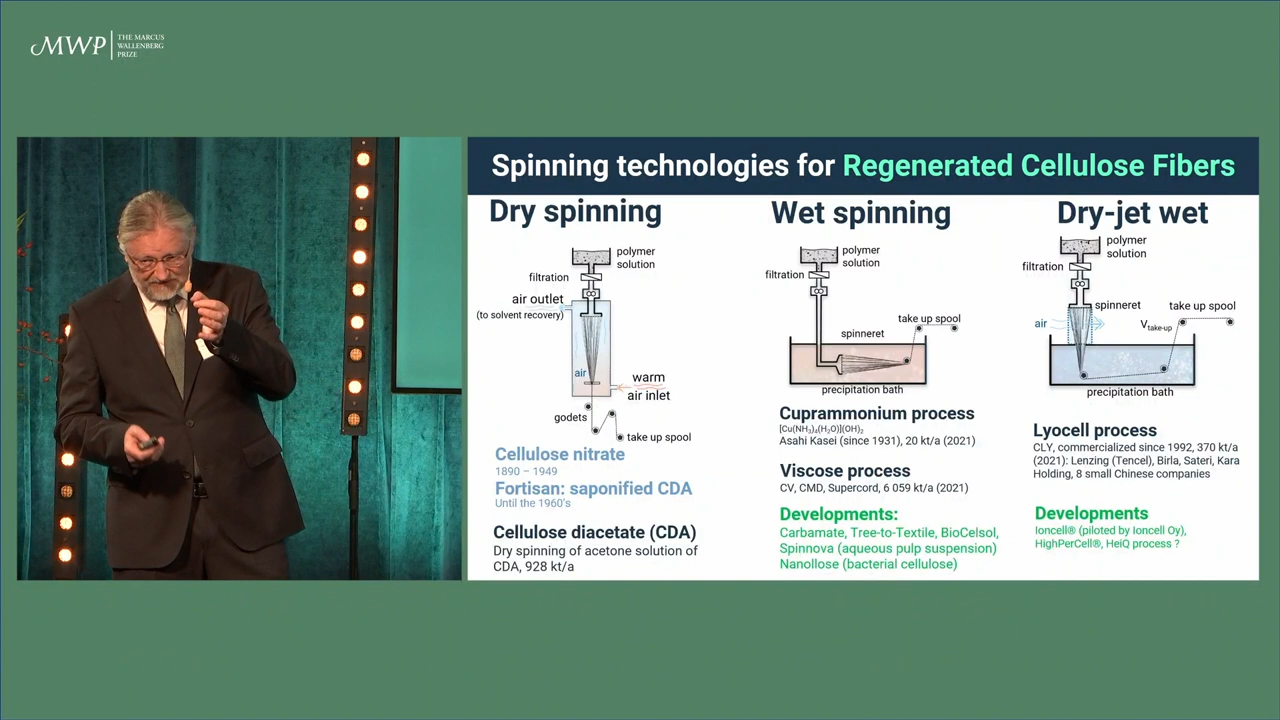 MWP
THE MARCUS
WALLENBERG
PRIZE
Spinning technologies for Regenerated Cellulose Fibers
Dry spinning
polymer
solution
filtration
air outlet
(to solvent recovery)
air
warm
air inlet
godets
take up spool
Cellulose nitrate
1890 – 1949
Fortisan: saponified CDA
Until the 1960's
Cellulose diacetate (CDA)
Dry spinning of acetone solution of
CDA, 928 kt/a
Wet spinning
polymer
solution
filtration
take up spool
spinneret
precipitation bath
Cuprammonium process
[Cu(NH₃)₄(H₂O)](OH)₂
Asahi Kasei (since 1931), 20 kt/a (2021)
Viscose process
CV, CMD, Supercord, 6 059 kt/a (2021)
Developments:
Carbamate, Tree-to-Textile, BioCelsol,
Spinnova (aqueous pulp suspension)
Nanollose (bacterial cellulose)
Dry-jet wet
polymer
solution
filtration
spinneret
take up spool
air
V take-up
precipitation bath
Lyocell process
CLY, commercialized since 1992, 370 kt/a
(2021): Lenzing (Tencel), Birla, Sateri, Kara
Holding, 8 small Chinese companies
Developments
Ioncell® (piloted by Ioncell Oy),
HighPerCell®, HeiQ process ?